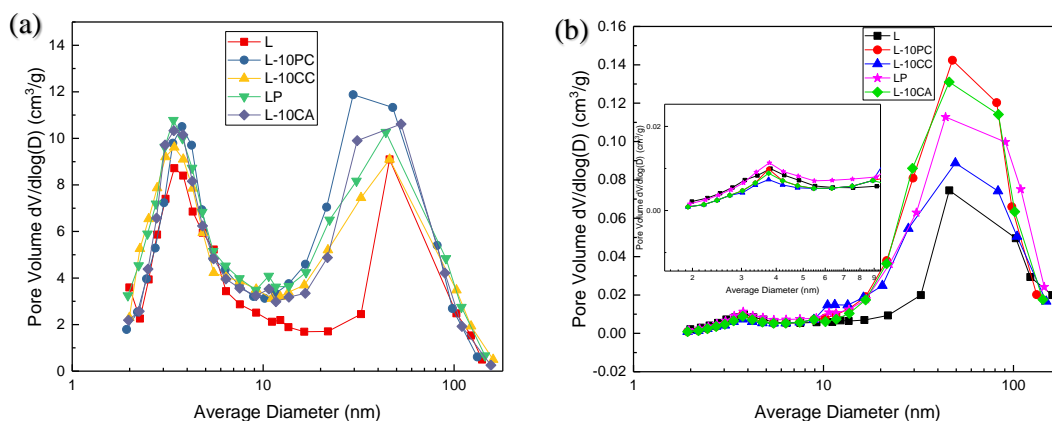 (a)
Pore Volume dV/dlog(D) (cm³/g)
14
12
10
8
6
4
2
0
L
L-10PC
L-10CC
LP
L-10CA
1
10
100
Average Diameter (nm)
(b)
Pore Volume dV/dlog(D) (cm³/g)
0.16
0.14
0.12
0.10
0.08
0.06
0.04
0.02
0.00
-0.02
L
L-10PC
L-10CC
LP
L-10CA
Pore Volume dV/dlog(D) (cm³/g)
0.02
0.01
0.00
2
3
4
5
6
7
8
9
Average Diameter (nm)
1
10
100
Average Diameter (nm)